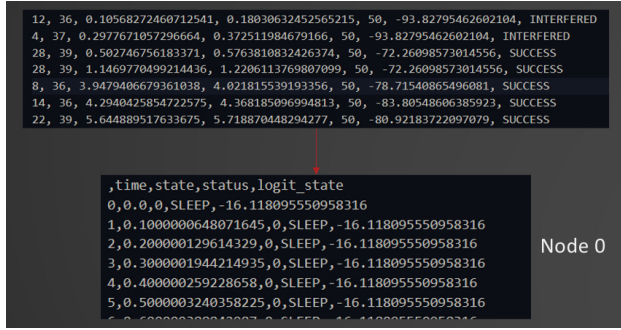 12, 36, 0.10568272460712541, 0.18030632452565215, 50, -93.82795462602104, INTERFERED
4, 37, 0.2977671057296664, 0.372511984679166, 50, -93.82795462602104, INTERFERED
28, 39, 0.502746756183371, 0.5763810832426374, 50, -72.26098573014556, SUCCESS
28, 39, 1.1469770499214436, 1.2206113769807099, 50, -72.26098573014556, SUCCESS
8, 36, 3.9479406679361038, 4.021815539193356, 50, -78.71540865496081, SUCCESS
14, 36, 4.2940425854722575, 4.368185096994813, 50, -83.80548606385923, SUCCESS
22, 39, 5.644889517633675, 5.718870448294277, 50, -80.92183722097079, SUCCESS
,time,state,status,logit_state
0,0.0,0,SLEEP,-16.118095550958316
1,0.1000000648071645,0,SLEEP,-16.118095550958316
2,0.200000129614329,0,SLEEP,-16.118095550958316
3,0.3000001944214935,0,SLEEP,-16.118095550958316
4,0.400000259228658,0,SLEEP,-16.118095550958316
5,0.5000003240358225,0,SLEEP,-16.118095550958316
Node 0